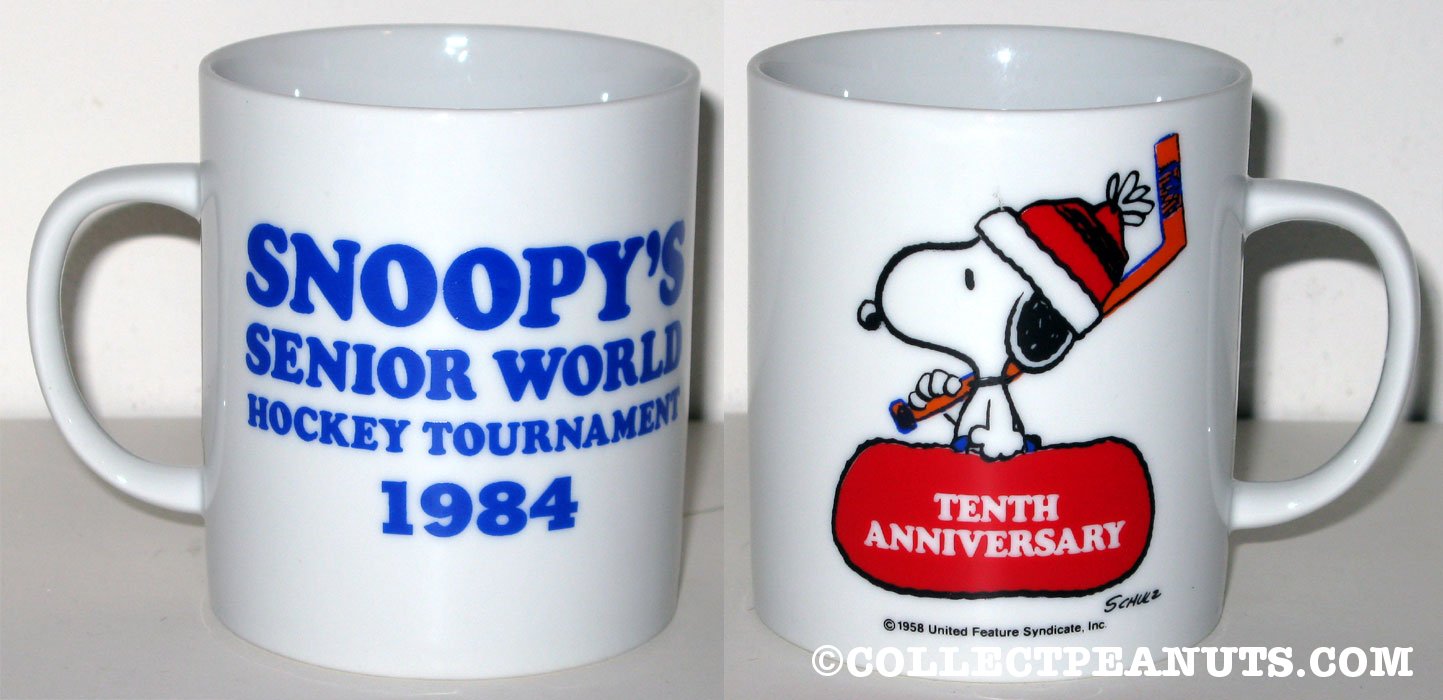 SNOOPY'S
SENIOR WORLD
HOCKEY TOURNAMENT
1984
TENTH
ANNIVERSARY
SCHULZ
©1958 United Feature Syndicate, Inc.
©COLLECTPEANUTS.COM